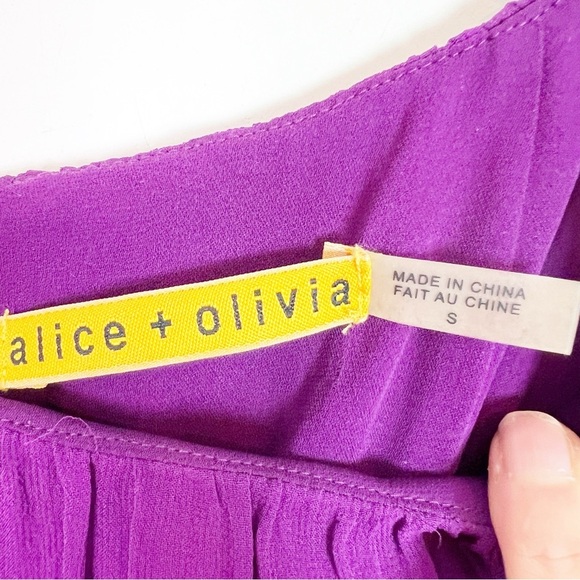 alice + olivia
MADE IN CHINA
FAIT AU CHINE
S